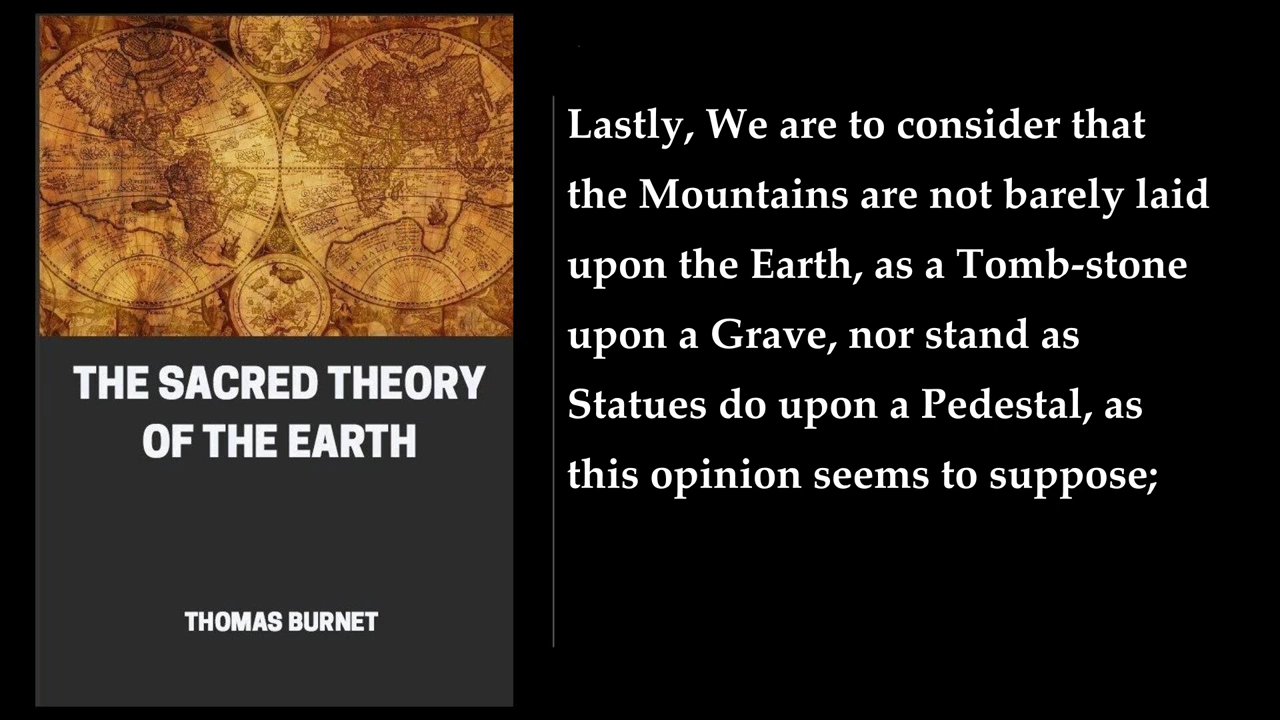 THE SACRED THEORY
OF THE EARTH
THOMAS BURNET
Lastly, We are to consider that
the Mountains are not barely laid
upon the Earth, as a Tomb-stone
upon a Grave, nor stand as
Statues do upon a Pedestal, as
this opinion seems to suppose;